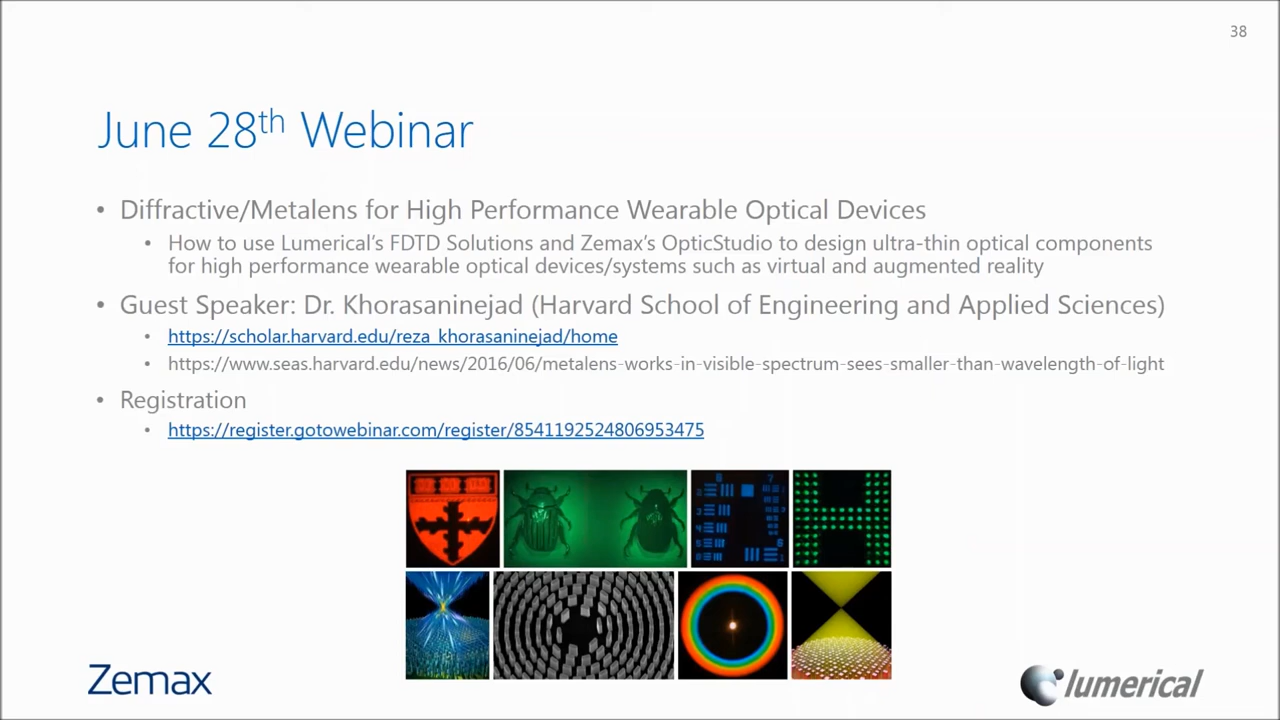 38
June 28th Webinar
• Diffractive/Metalens for High Performance Wearable Optical Devices
• How to use Lumerical's FDTD Solutions and Zemax's OpticStudio to design ultra-thin optical components
for high performance wearable optical devices/systems such as virtual and augmented reality
• Guest Speaker: Dr. Khorasaninejad (Harvard School of Engineering and Applied Sciences)
• https://scholar.harvard.edu/reza_khorasaninejad/home
• https://www.seas.harvard.edu/news/2016/06/metalens-works-in-visible-spectrum-sees-smaller-than-wavelength-of-light
• Registration
• https://register.gotowebinar.com/register/8541192524806953475
H
Zemax
lumerical